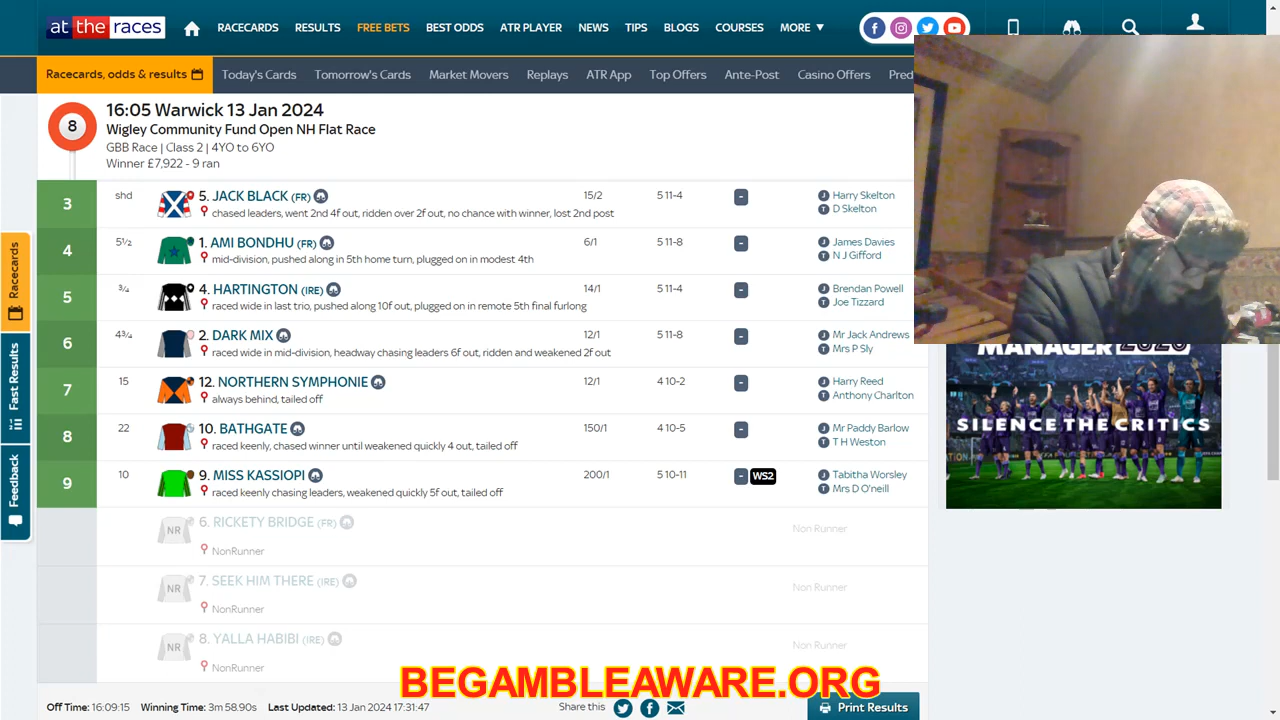 at the races RACECARDS RESULTS FREE BETS BEST ODDS ATR PLAYER NEWS TIPS BLOGS COURSES MORE
Racecards, odds & results Today's Cards Tomorrow's Cards Market Movers Replays ATR App Top Offers Ante-Post Casino Offers Pred
8 16:05 Warwick 13 Jan 2024
Wigley Community Fund Open NH Flat Race
GBB Race | Class 2 | 4YO to 6YO
Winner £7,922 - 9 ran
3 shd 5. JACK BLACK (FR) 15/2 5 11-4 - J Harry Skelton
chased leaders, went 2nd 4f out, ridden over 2f out, no chance with winner, lost 2nd post T D Skelton
4 5½ 1. AMI BONDHU (FR) 6/1 5 11-8 - J James Davies
mid-division, pushed along in 5th home turn, plugged on in modest 4th T N J Gifford
5 ¾ 4. HARTINGTON (IRE) 14/1 5 11-4 - J Brendan Powell
raced wide in last trio, pushed along 10f out, plugged on in remote 5th final furlong T Joe Tizzard
6 4¾ 2. DARK MIX 12/1 5 11-8 - J Mr Jack Andrews
raced wide in mid-division, headway chasing leaders 6f out, ridden and weakened 2f out T Mrs P Sly
7 15 12. NORTHERN SYMPHONIE 12/1 4 10-2 - J Harry Reed
always behind, tailed off T Anthony Charlton
8 22 10. BATHGATE 150/1 4 10-5 - J Mr Paddy Barlow
raced keenly, chased winner until weakened quickly 4 out, tailed off T T H Weston
9 10 9. MISS KASSIOPI 200/1 5 10-11 - WS2 J Tabitha Worsley
raced keenly chasing leaders, weakened quickly 5f out, tailed off T Mrs D O'neill
NR 6. RICKETY BRIDGE (FR) Non Runner
NonRunner
NR 7. SEEK HIM THERE (IRE) Non Runner
NonRunner
NR 8. YALLA HABIBI (IRE) Non Runner
NonRunner
Off Time: 16:09:15 Winning Time: 3m 58.90s Last Updated: 13 Jan 2024 17:31:47 Share this Print Results
BEGAMBLEAWARE.ORG
Racecards
Fast Results
Feedback
MANAGER
SILENCE THE CRITICS